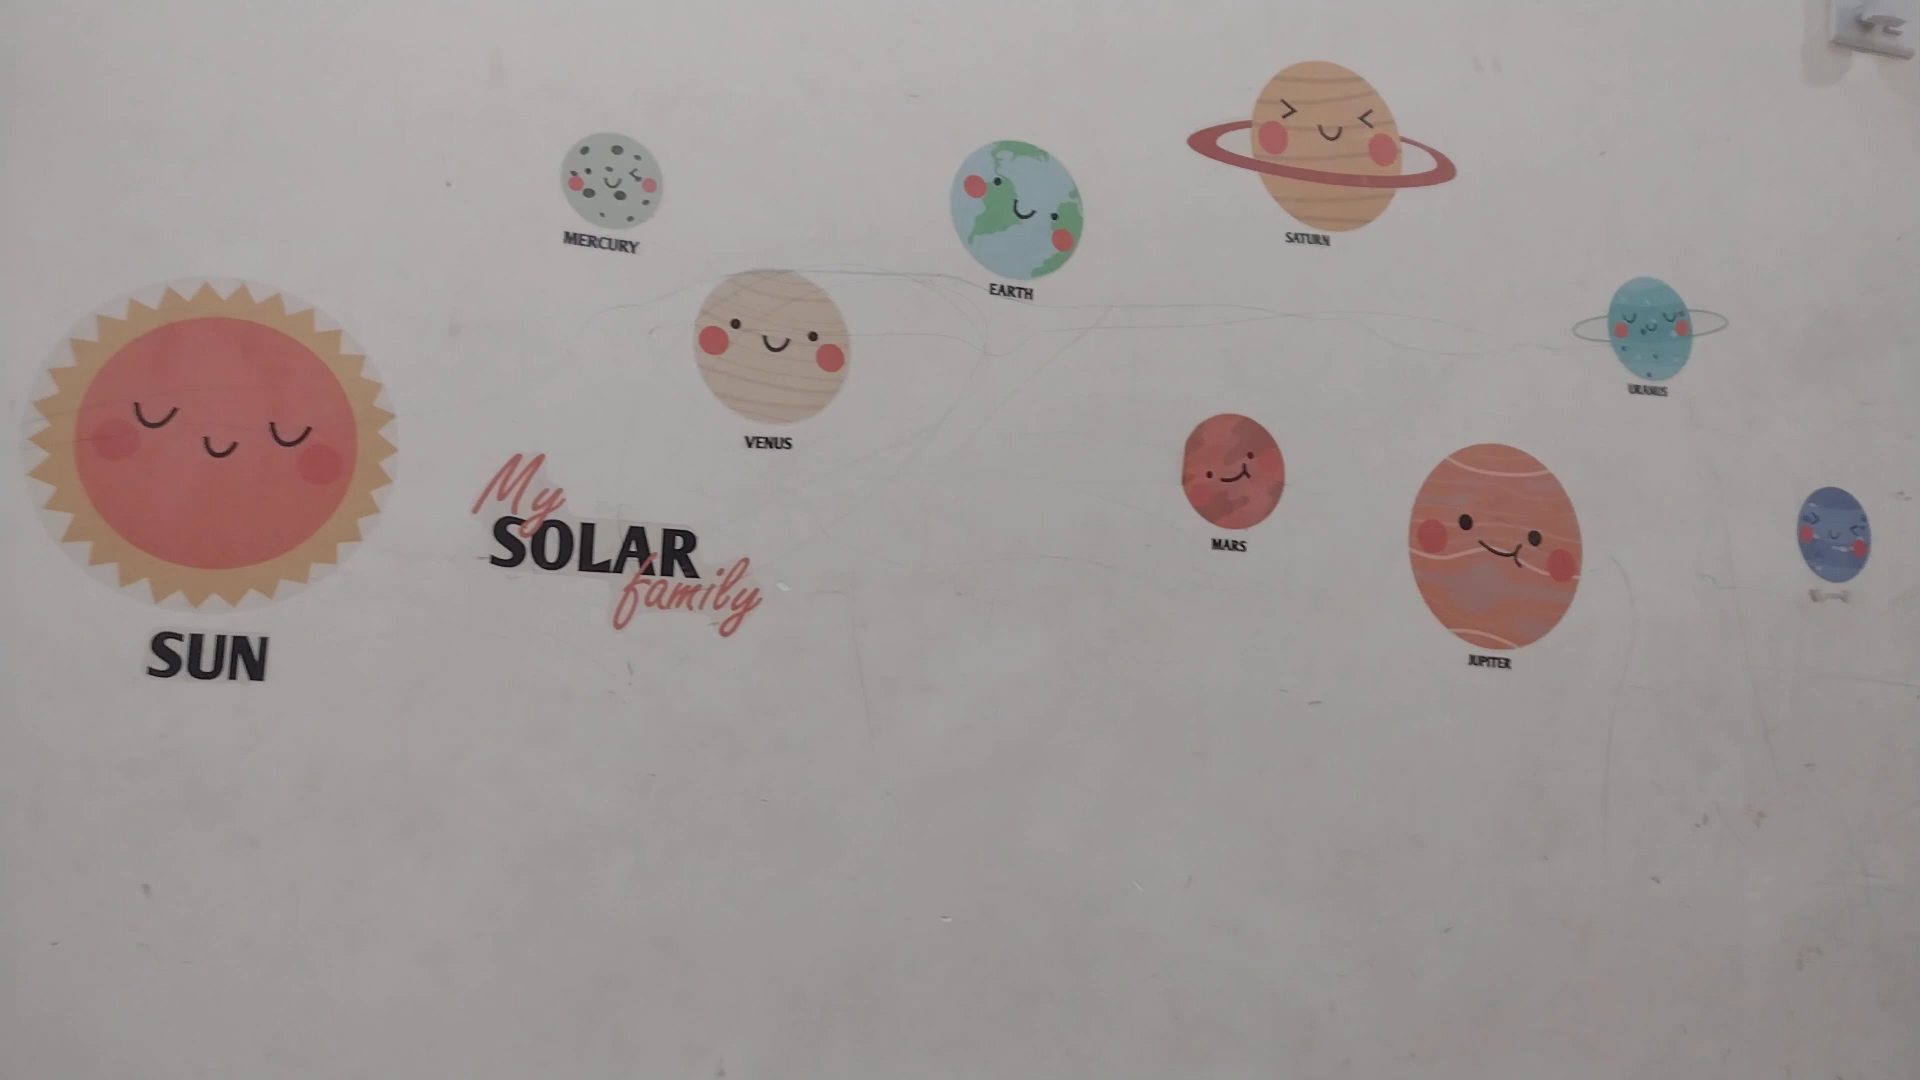 MERCURY
EARTH
SATURN
VENUS
URANUS
My
SOLAR
family
MARS
JUPITER
SUN